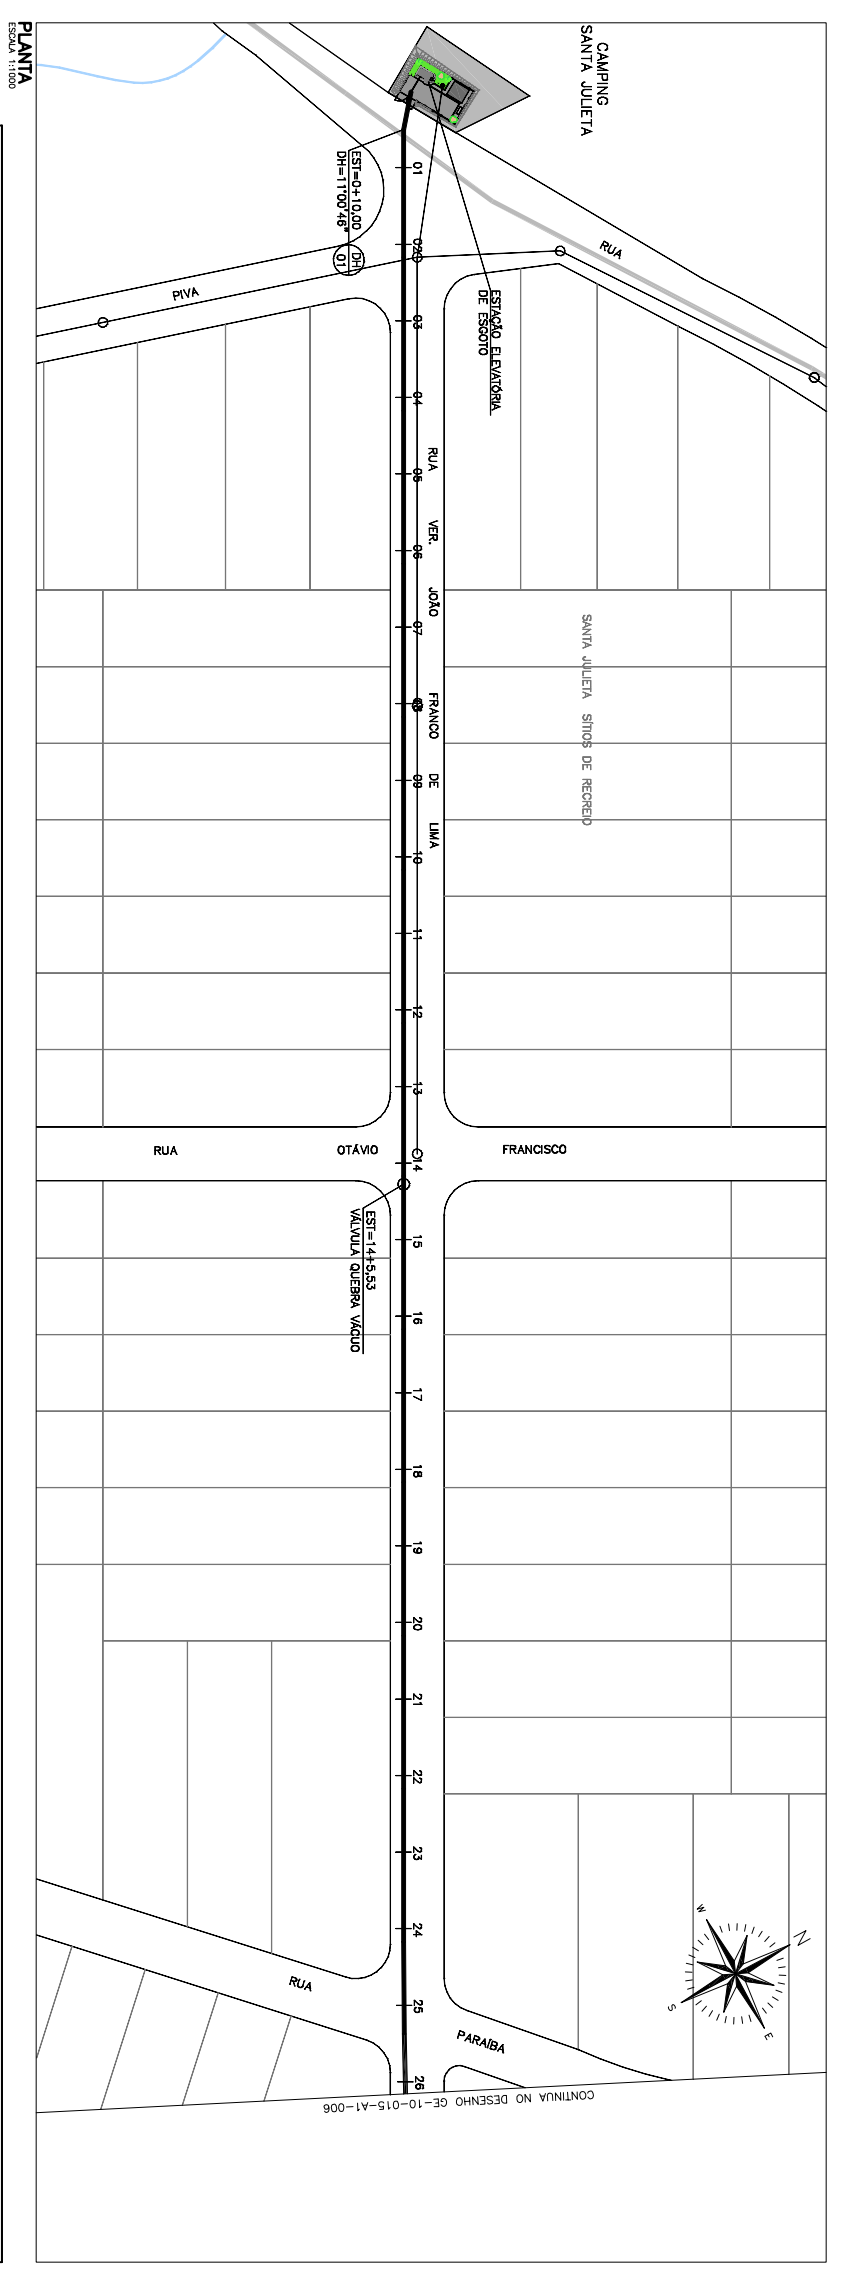 PLANTA
ESCALA 1:1000
CAMPING
SANTA JULIETA
EST=0+10,00
DH=11°00'46"
DH
01
01
02
03
04
05
06
07
08
09
10
11
12
13
14
15
16
17
18
19
20
21
22
23
24
25
26
RUA
PIVA
ESTAÇÃO ELEVATÓRIA
DE ESGOTO
RUA VER. JOÃO FRANCO DE LIMA
SANTA JULIETA SÍTIOS DE RECREIO
RUA OTÁVIO FRANCISCO
EST=14+5,53
VÁLVULA QUEBRA VÁCUO
RUA PARAÍBA
N
W
E
S
CONTINUA NO DESENHO GE-10-015-A1-006